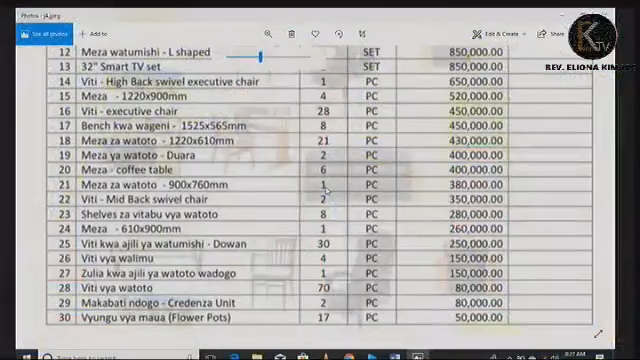 Photos - j4.jpeg
See all photos
Edit & Create
Share
TV
REV. ELIONA KIM
12 Meza watumishi - L shaped SET 850,000.00
13 32" Smart TV set SET 850,000.00
14 Viti - High Back swivel executive chair 1 PC 650,000.00
15 Meza - 1220x900mm 4 PC 520,000.00
16 Viti - executive chair 28 PC 450,000.00
17 Bench kwa wageni - 1525x565mm 8 PC 450,000.00
18 Meza za watoto - 1220x610mm 21 PC 430,000.00
19 Meza ya watoto - Duara 2 PC 400,000.00
20 Meza - coffee table 6 PC 400,000.00
21 Meza za watoto - 900x760mm 1 PC 380,000.00
22 Viti - Mid Back swivel chair 2 PC 350,000.00
23 Shelves za vitabu vya watoto 8 PC 280,000.00
24 Meza - 610x900mm 1 PC 260,000.00
25 Viti kwa ajili ya watumishi - Dowan 30 PC 250,000.00
26 Viti vya walimu 4 PC 150,000.00
27 Zulia kwa ajili ya watoto wadogo 1 PC 150,000.00
28 Viti vya watoto 70 PC 80,000.00
29 Makabati ndogo - Credenza Unit 2 PC 80,000.00
30 Vyungu vya maua (Flower Pots) 17 PC 50,000.00
Type here to search
8:27 AM